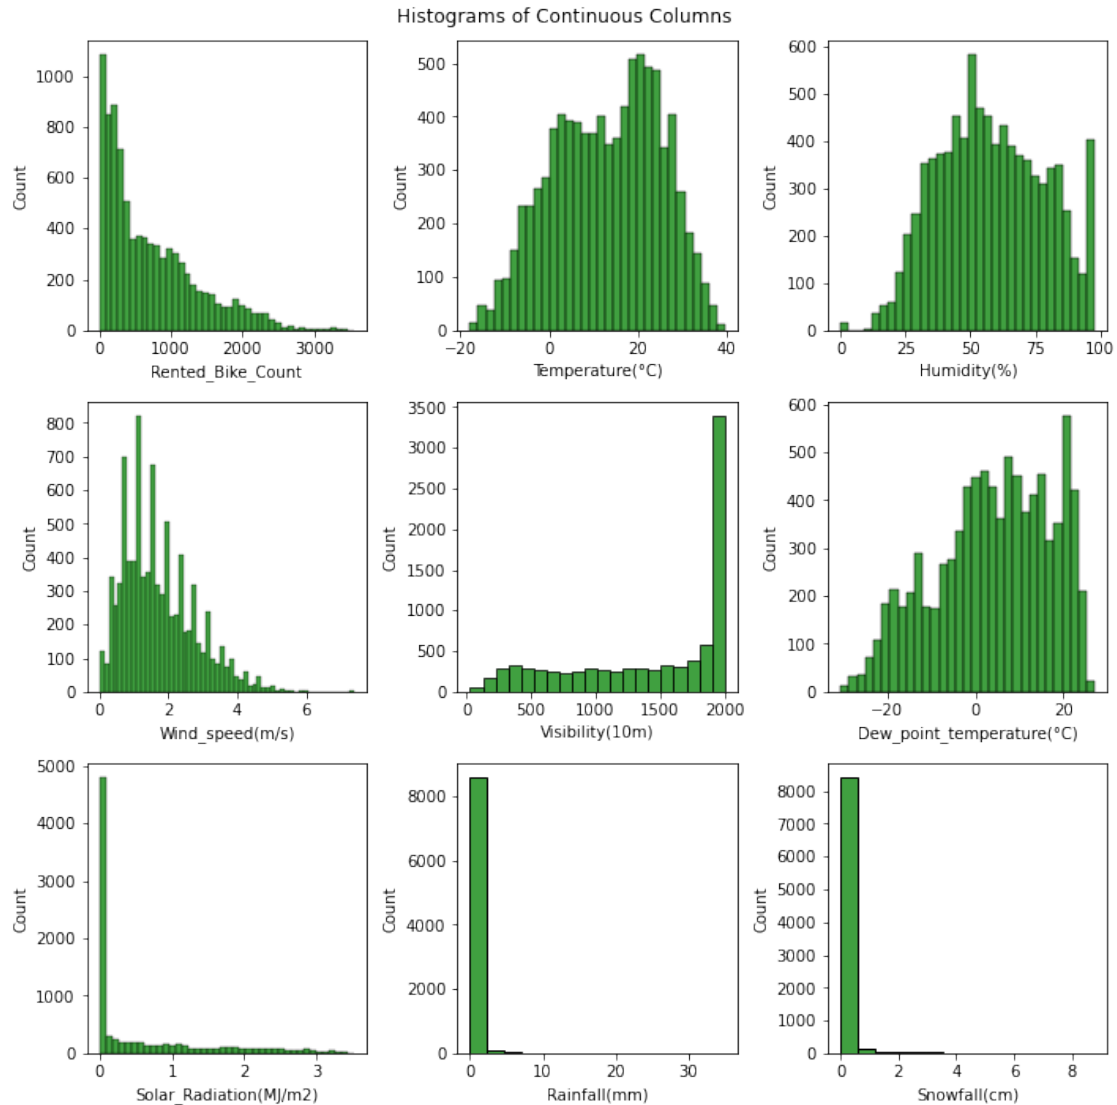 Histograms of Continuous Columns
Count
1000
800
600
400
200
0
0 1000 2000 3000
Rented_Bike_Count
Count
500
400
300
200
100
0
−20 0 20 40
Temperature(°C)
Count
600
500
400
300
200
100
0
0 25 50 75 100
Humidity(%)
Count
800
700
600
500
400
300
200
100
0
0 2 4 6
Wind_speed(m/s)
Count
3500
3000
2500
2000
1500
1000
500
0
0 500 1000 1500 2000
Visibility(10m)
Count
600
500
400
300
200
100
0
−20 0 20
Dew_point_temperature(°C)
Count
5000
4000
3000
2000
1000
0
0 1 2 3
Solar_Radiation(MJ/m2)
Count
8000
6000
4000
2000
0
0 10 20 30
Rainfall(mm)
Count
8000
7000
6000
5000
4000
3000
2000
1000
0
0 2 4 6 8
Snowfall(cm)